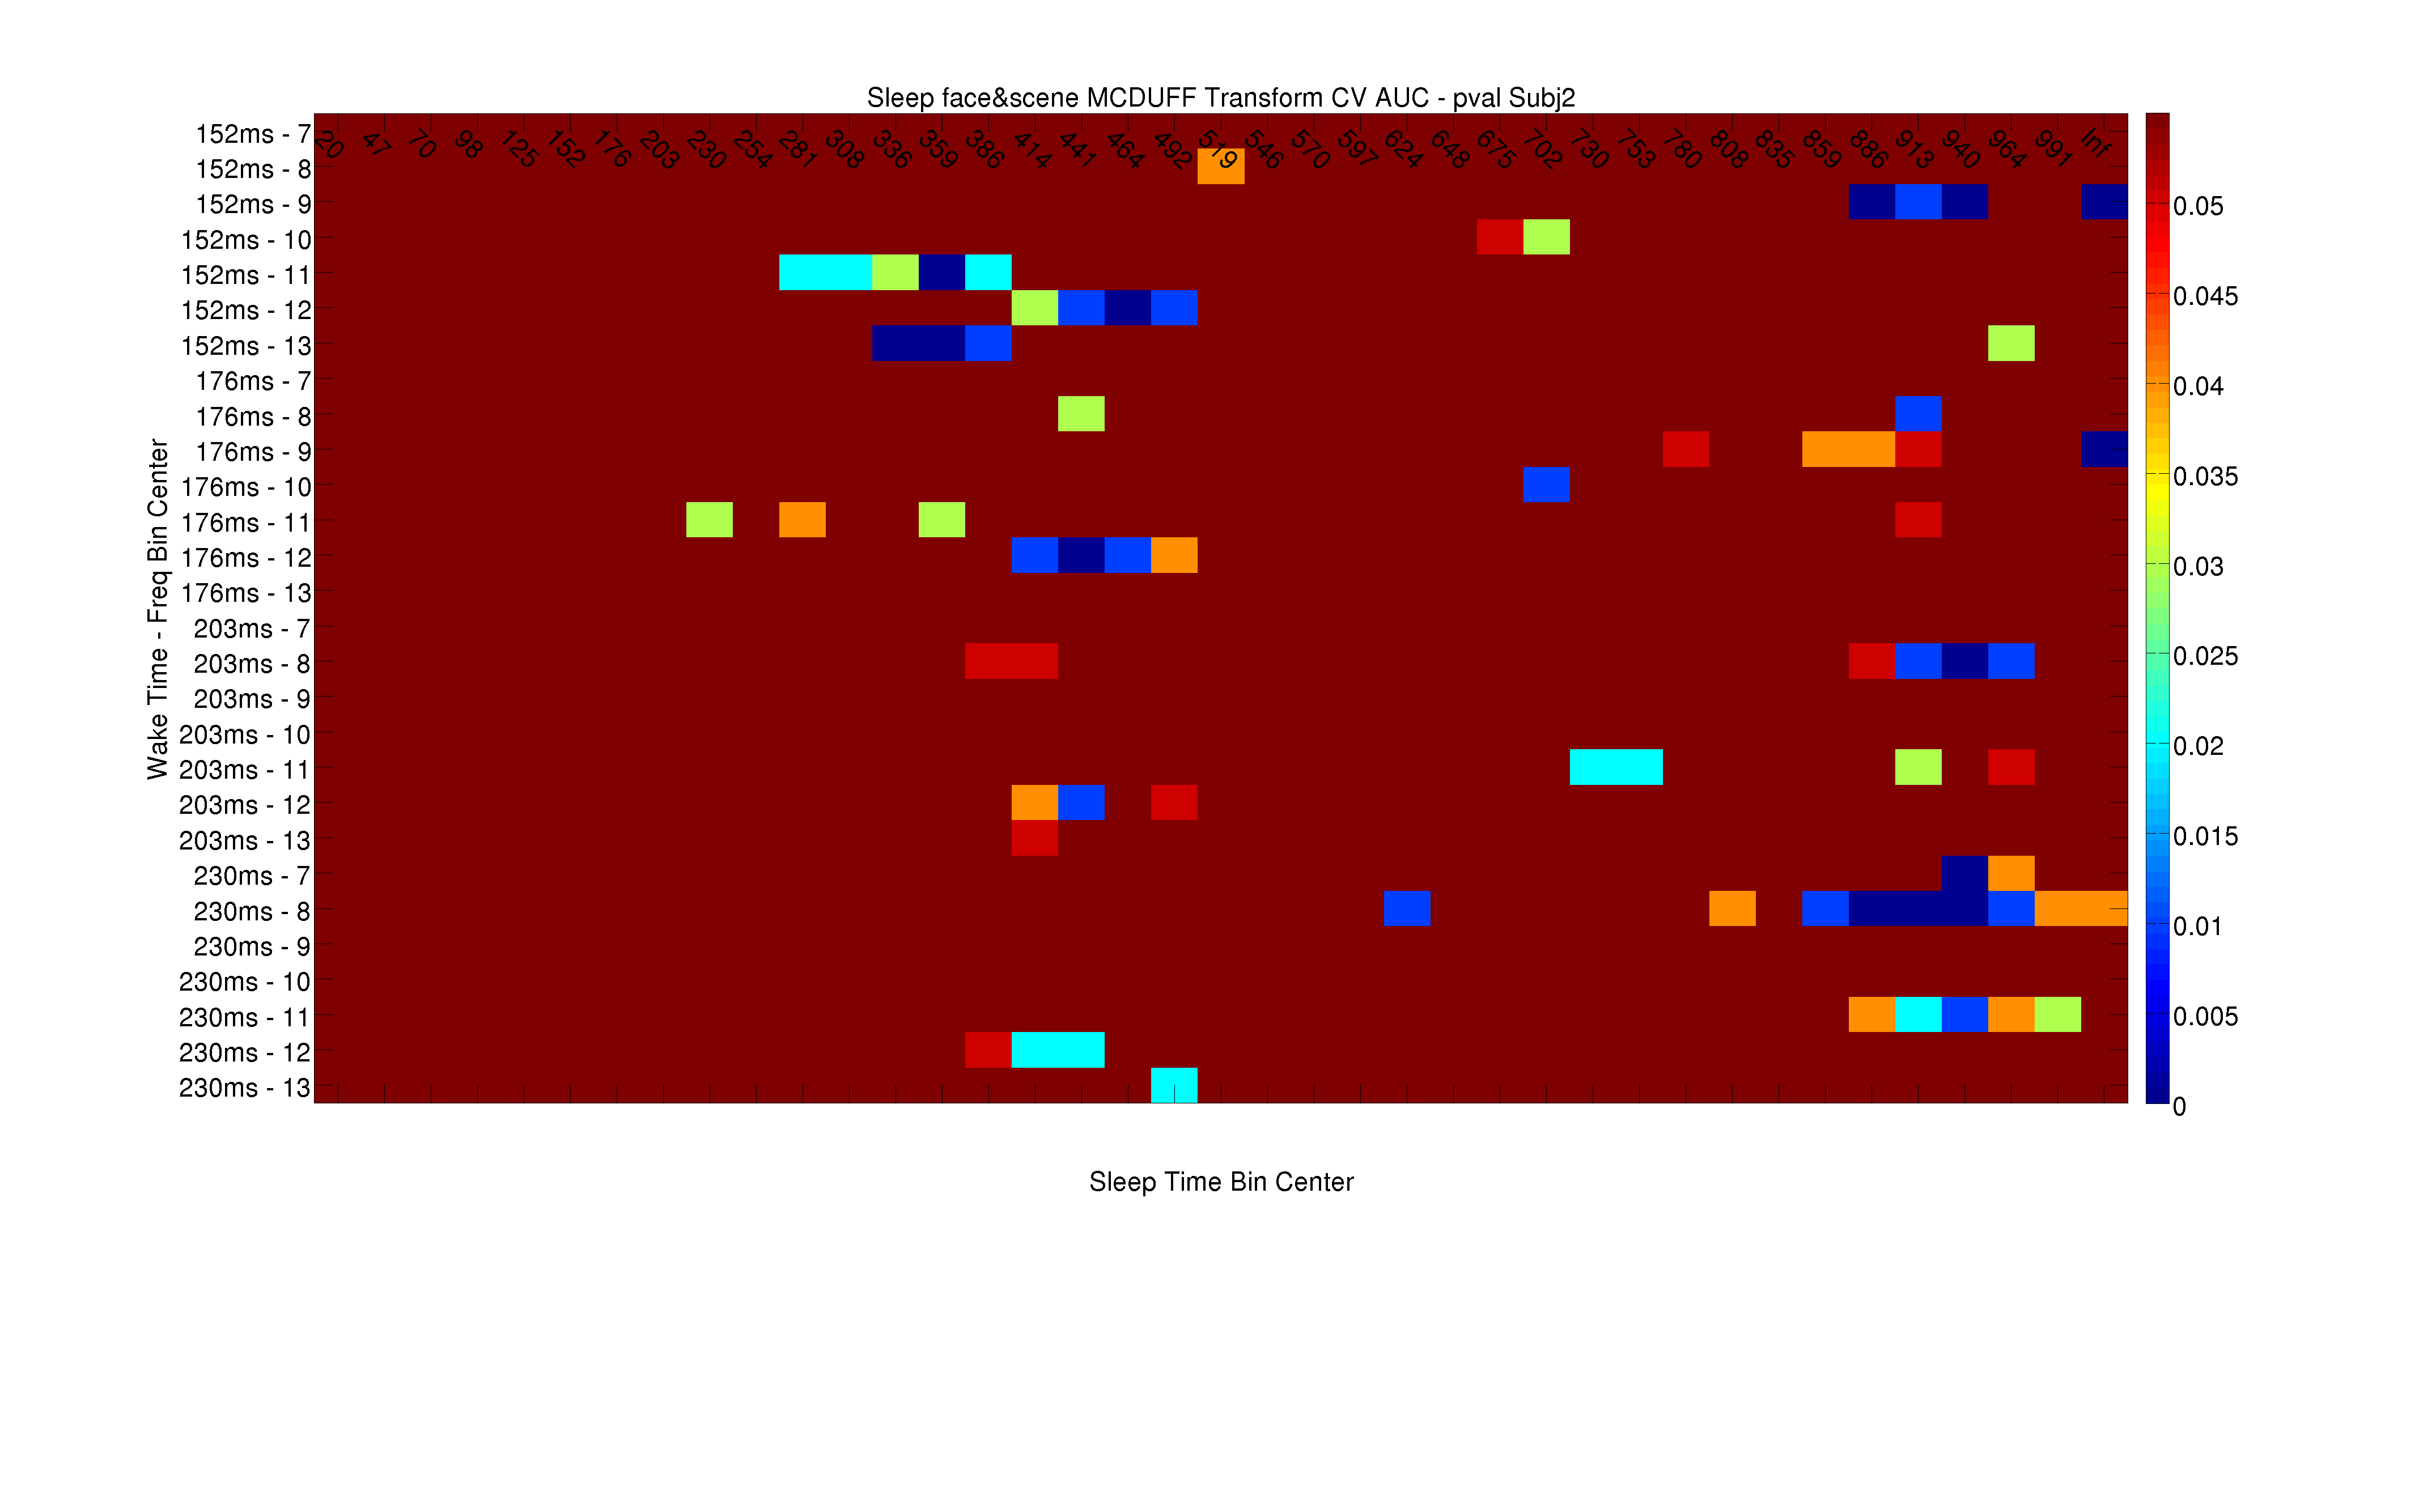 Sleep face&scene MCDUFF Transform CV AUC - pval Subj2
20 47 70 98 125 152 176 203 230 254 281 308 336 359 386 414 441 464 492 519 546 570 597 624 648 675 702 730 753 780 808 835 859 886 913 940 964 991 Inf
152ms - 7
152ms - 8
152ms - 9
152ms - 10
152ms - 11
152ms - 12
152ms - 13
176ms - 7
176ms - 8
176ms - 9
176ms - 10
176ms - 11
176ms - 12
176ms - 13
203ms - 7
203ms - 8
203ms - 9
203ms - 10
203ms - 11
203ms - 12
203ms - 13
230ms - 7
230ms - 8
230ms - 9
230ms - 10
230ms - 11
230ms - 12
230ms - 13
Wake Time - Freq Bin Center
Sleep Time Bin Center
0.05
0.045
0.04
0.035
0.03
0.025
0.02
0.015
0.01
0.005
0